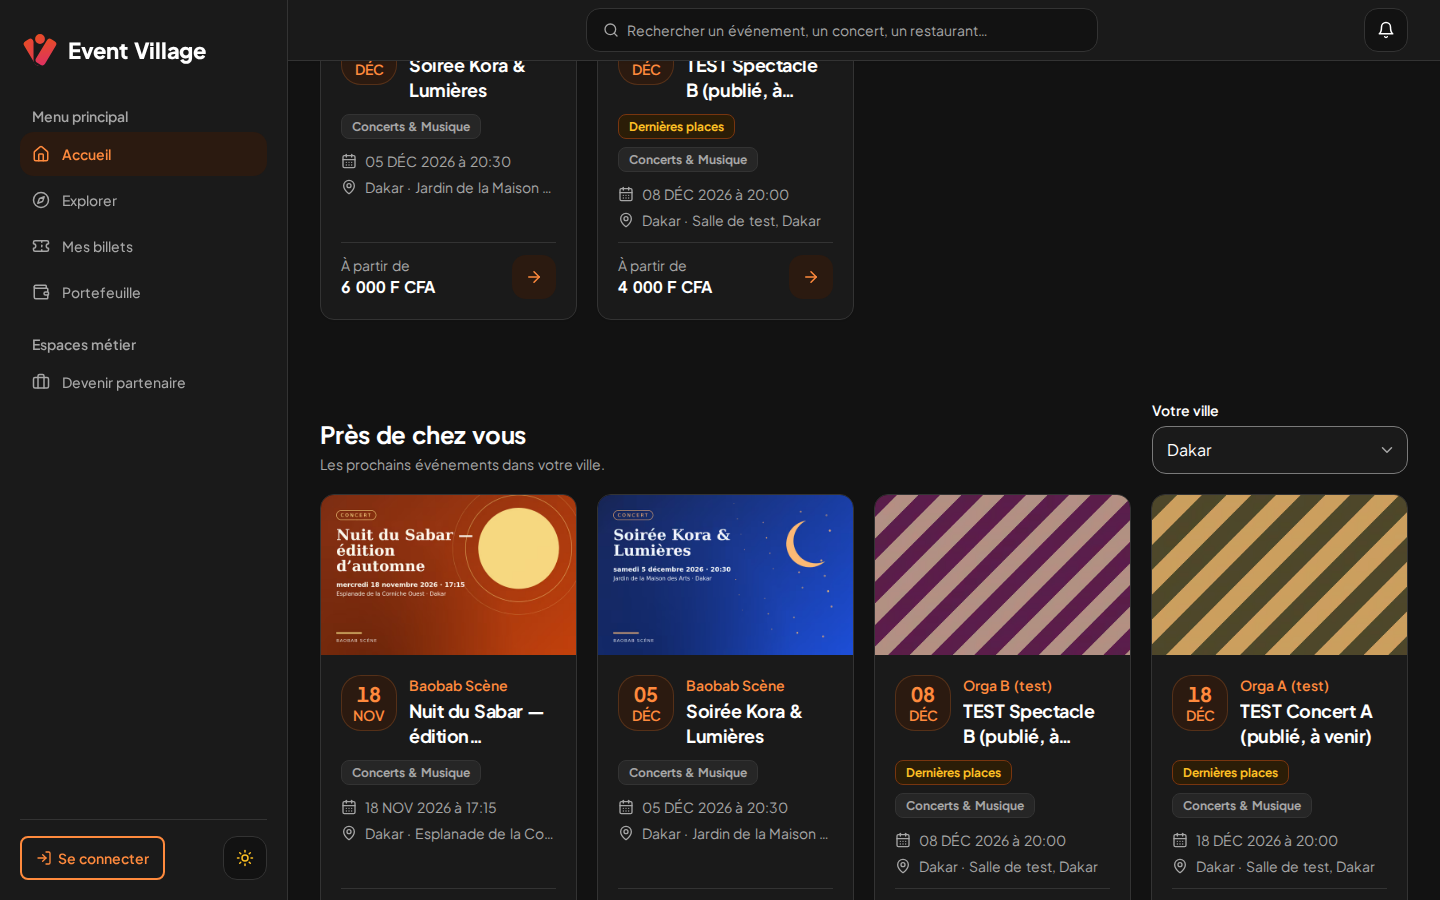 Event Village
Rechercher un événement, un concert, un restaurant...
Menu principal
Accueil
Explorer
Mes billets
Portefeuille
Espaces métier
Devenir partenaire
Se connecter
DÉC
Soirée Kora &
Lumières
Concerts & Musique
05 DÉC 2026 à 20:30
Dakar · Jardin de la Maison ...
À partir de
6 000 F CFA
DÉC
TEST Spectacle
B (publié, à...
Dernières places
Concerts & Musique
08 DÉC 2026 à 20:00
Dakar · Salle de test, Dakar
À partir de
4 000 F CFA
Près de chez vous
Les prochains événements dans votre ville.
Votre ville
Dakar
CONCERT
Nuit du Sabar —
édition
d'automne
mercredi 18 novembre 2026 · 17:15
Esplanade de la Corniche Ouest · Dakar
BAOBAB SCÈNE
18
NOV
Baobab Scène
Nuit du Sabar —
édition...
Concerts & Musique
18 NOV 2026 à 17:15
Dakar · Esplanade de la Co...
CONCERT
Soirée Kora &
Lumières
samedi 5 décembre 2026 · 20:30
Jardin de la Maison des Arts · Dakar
BAOBAB SCÈNE
05
DÉC
Baobab Scène
Soirée Kora &
Lumières
Concerts & Musique
05 DÉC 2026 à 20:30
Dakar · Jardin de la Maison ...
08
DÉC
Orga B (test)
TEST Spectacle
B (publié, à...
Dernières places
Concerts & Musique
08 DÉC 2026 à 20:00
Dakar · Salle de test, Dakar
18
DÉC
Orga A (test)
TEST Concert A
(publié, à venir)
Dernières places
Concerts & Musique
18 DÉC 2026 à 20:00
Dakar · Salle de test, Dakar